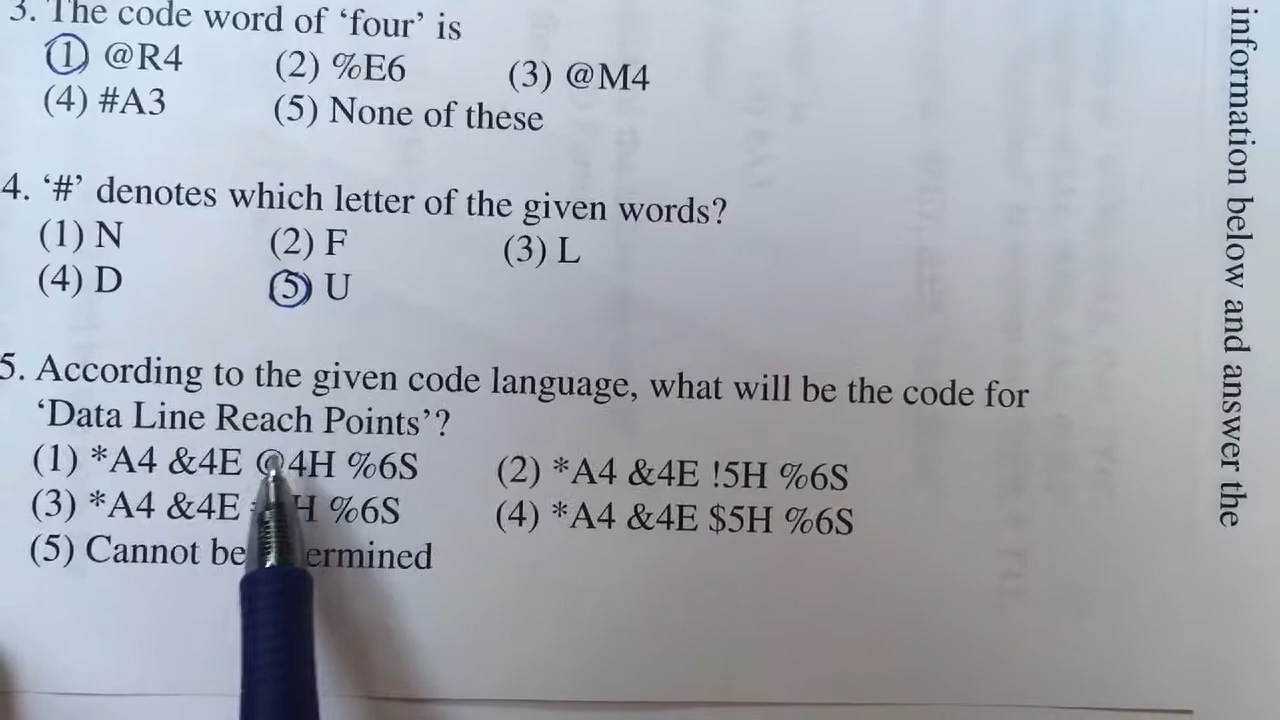 3. The code word of ‘four’ is
(1) @R4 (2) %E6 (3) @M4
(4) #A3 (5) None of these
4. ‘#’ denotes which letter of the given words?
(1) N (2) F (3) L
(4) D (5) U
5. According to the given code language, what will be the code for
‘Data Line Reach Points’?
(1) *A4 &4E @4H %6S (2) *A4 &4E !5H %6S
(3) *A4 &4E H %6S (4) *A4 &4E $5H %6S
(5) Cannot be ermined
information below and answer the